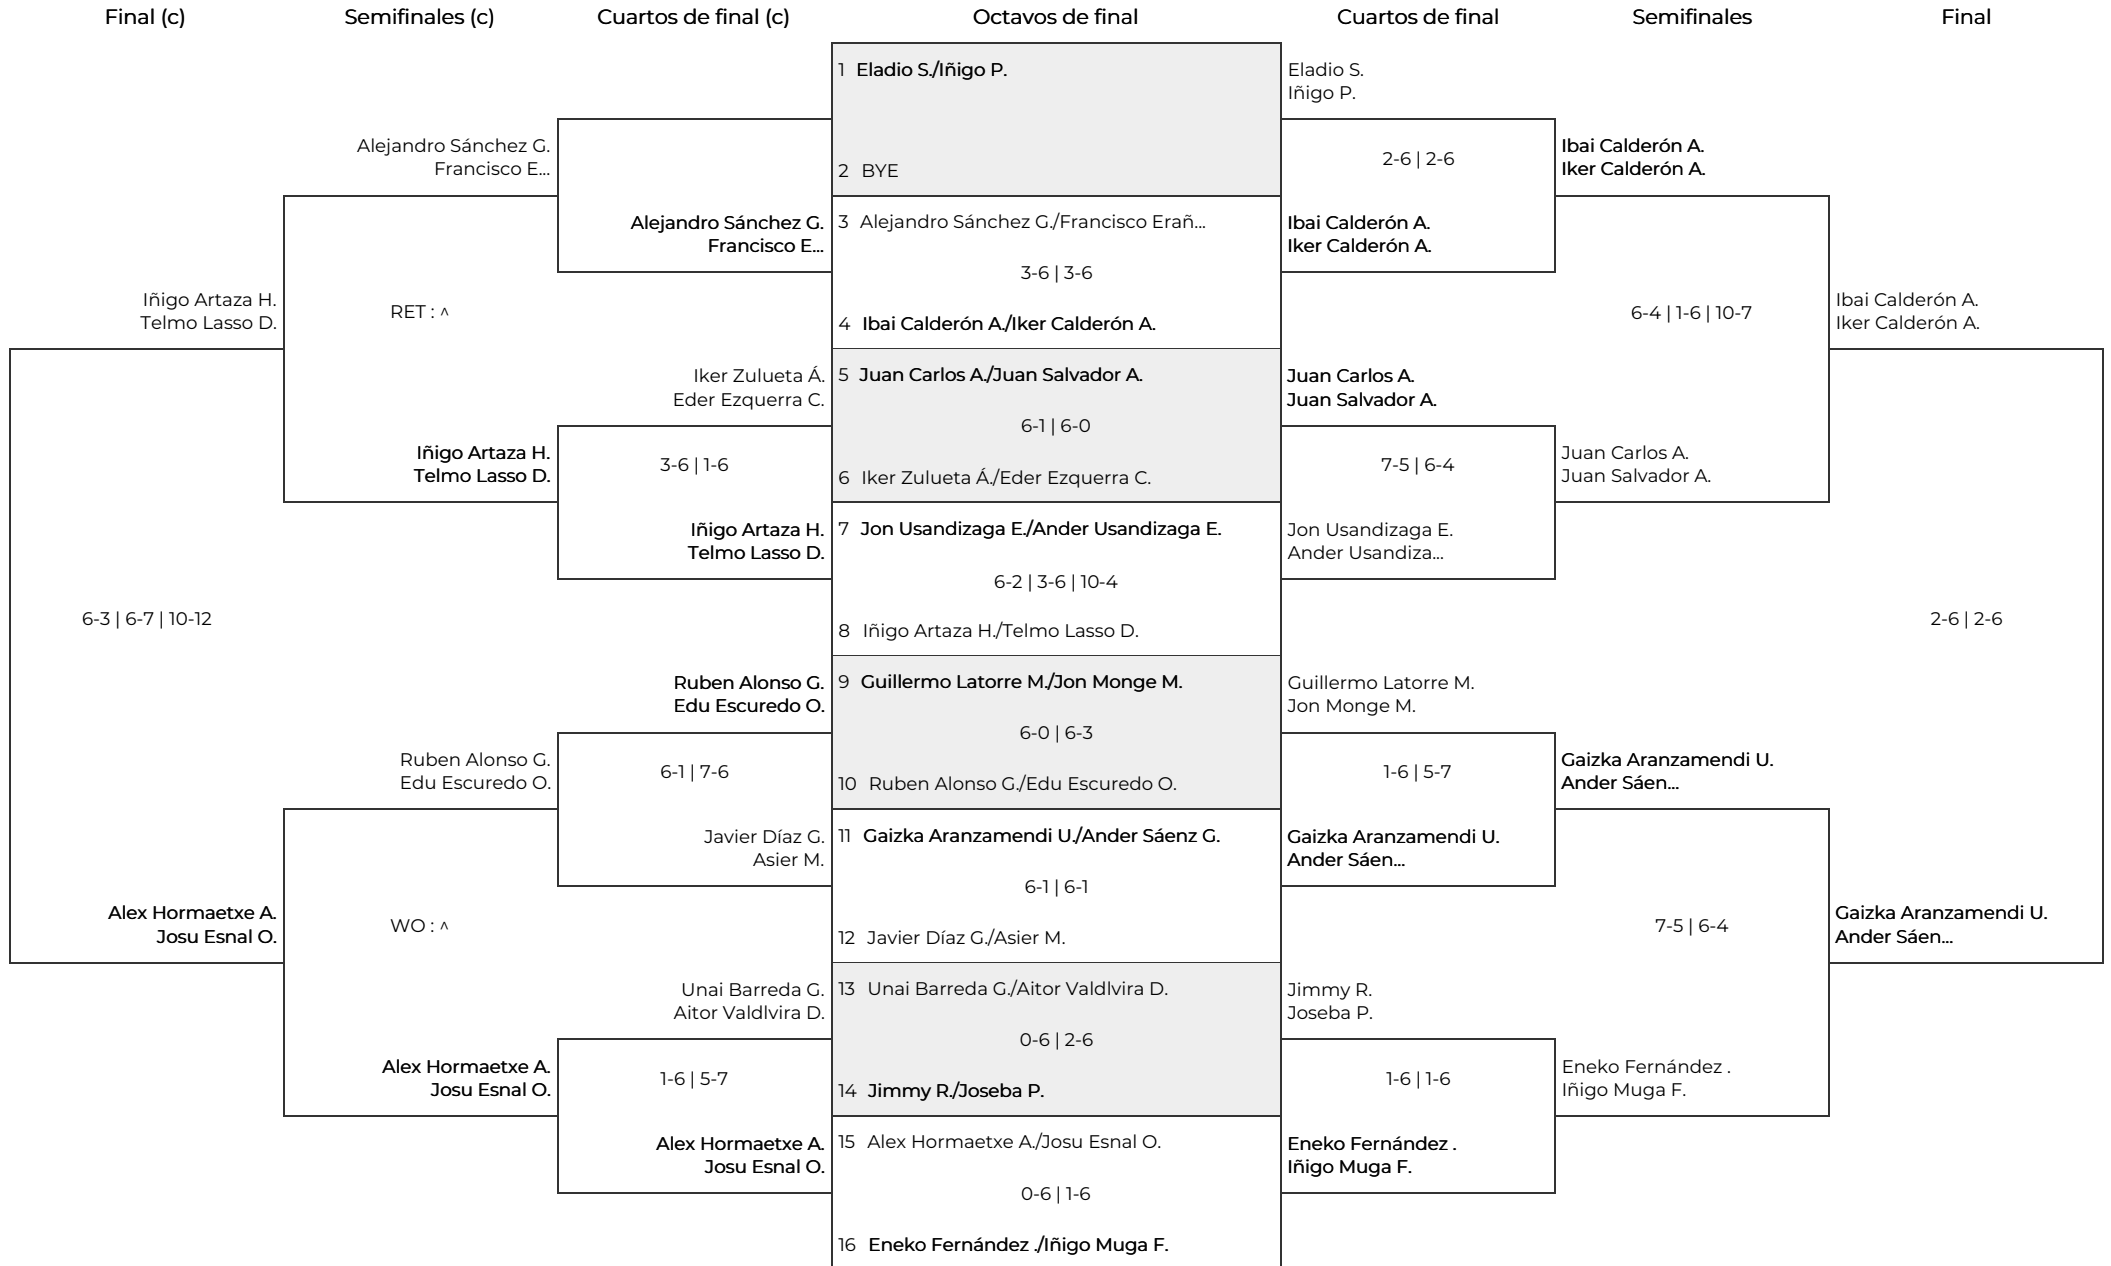 Final (c)
Semifinales (c)
Cuartos de final (c)
Octavos de final
Cuartos de final
Semifinales
Final
Iñigo Artaza H.
Telmo Lasso D.
6-3 | 6-7 | 10-12
Alex Hormaetxe A.
Josu Esnal O.
Alejandro Sánchez G.
Francisco E...
RET : ^
Iñigo Artaza H.
Telmo Lasso D.
Ruben Alonso G.
Edu Escuredo O.
WO : ^
Alex Hormaetxe A.
Josu Esnal O.
Alejandro Sánchez G.
Francisco E...
Iker Zulueta Á.
Eder Ezquerra C.
3-6 | 1-6
Iñigo Artaza H.
Telmo Lasso D.
Ruben Alonso G.
Edu Escuredo O.
6-1 | 7-6
Javier Díaz G.
Asier M.
Unai Barreda G.
Aitor Valdlvira D.
1-6 | 5-7
Alex Hormaetxe A.
Josu Esnal O.
1 Eladio S./Iñigo P.
2 BYE
3 Alejandro Sánchez G./Francisco Erañ...
3-6 | 3-6
4 Ibai Calderón A./Iker Calderón A.
5 Juan Carlos A./Juan Salvador A.
6-1 | 6-0
6 Iker Zulueta Á./Eder Ezquerra C.
7 Jon Usandizaga E./Ander Usandizaga E.
6-2 | 3-6 | 10-4
8 Iñigo Artaza H./Telmo Lasso D.
9 Guillermo Latorre M./Jon Monge M.
6-0 | 6-3
10 Ruben Alonso G./Edu Escuredo O.
11 Gaizka Aranzamendi U./Ander Sáenz G.
6-1 | 6-1
12 Javier Díaz G./Asier M.
13 Unai Barreda G./Aitor Valdlvira D.
0-6 | 2-6
14 Jimmy R./Joseba P.
15 Alex Hormaetxe A./Josu Esnal O.
0-6 | 1-6
16 Eneko Fernández ./Iñigo Muga F.
Eladio S.
Iñigo P.
2-6 | 2-6
Ibai Calderón A.
Iker Calderón A.
Juan Carlos A.
Juan Salvador A.
7-5 | 6-4
Jon Usandizaga E.
Ander Usandiza...
Guillermo Latorre M.
Jon Monge M.
1-6 | 5-7
Gaizka Aranzamendi U.
Ander Sáen...
Jimmy R.
Joseba P.
1-6 | 1-6
Eneko Fernández .
Iñigo Muga F.
Ibai Calderón A.
Iker Calderón A.
6-4 | 1-6 | 10-7
Juan Carlos A.
Juan Salvador A.
Gaizka Aranzamendi U.
Ander Sáen...
7-5 | 6-4
Eneko Fernández .
Iñigo Muga F.
Ibai Calderón A.
Iker Calderón A.
2-6 | 2-6
Gaizka Aranzamendi U.
Ander Sáen...